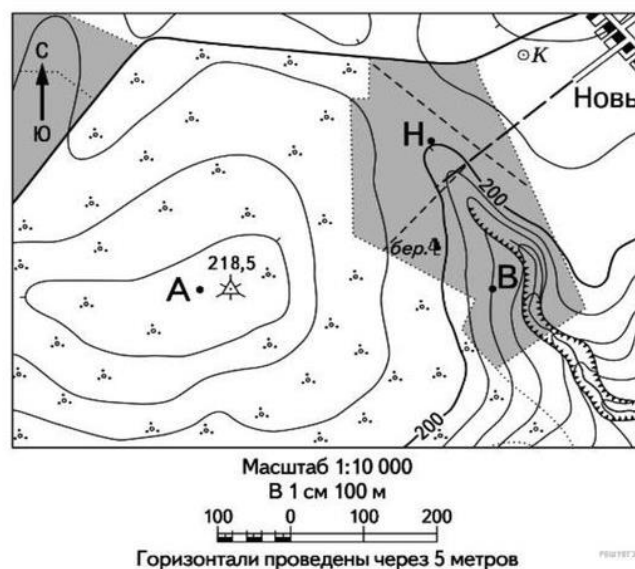 С
К
Новы
Ю
Н
200
бер.
218,5
А
В
200
Масштаб 1:10 000
В 1 см 100 м
100 0 100 200
Горизонтали проведены через 5 метров